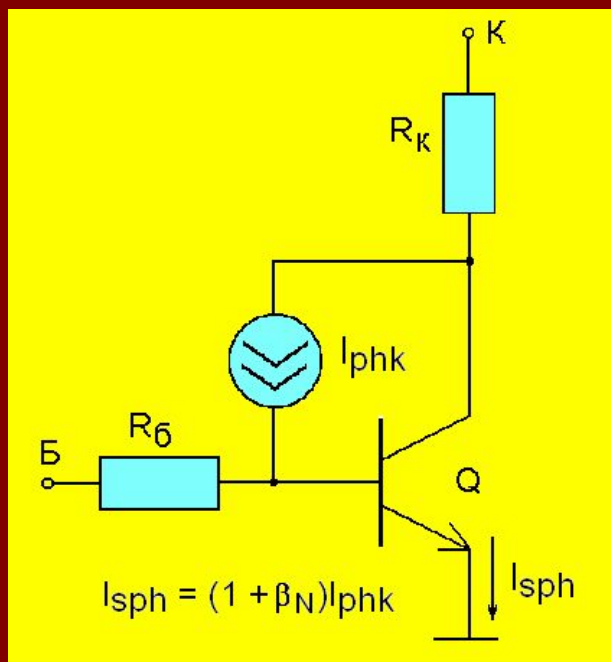 К
Rк
Iphk
Rб
Б
Q
Isph = (1 + βN)Iphk
Isph